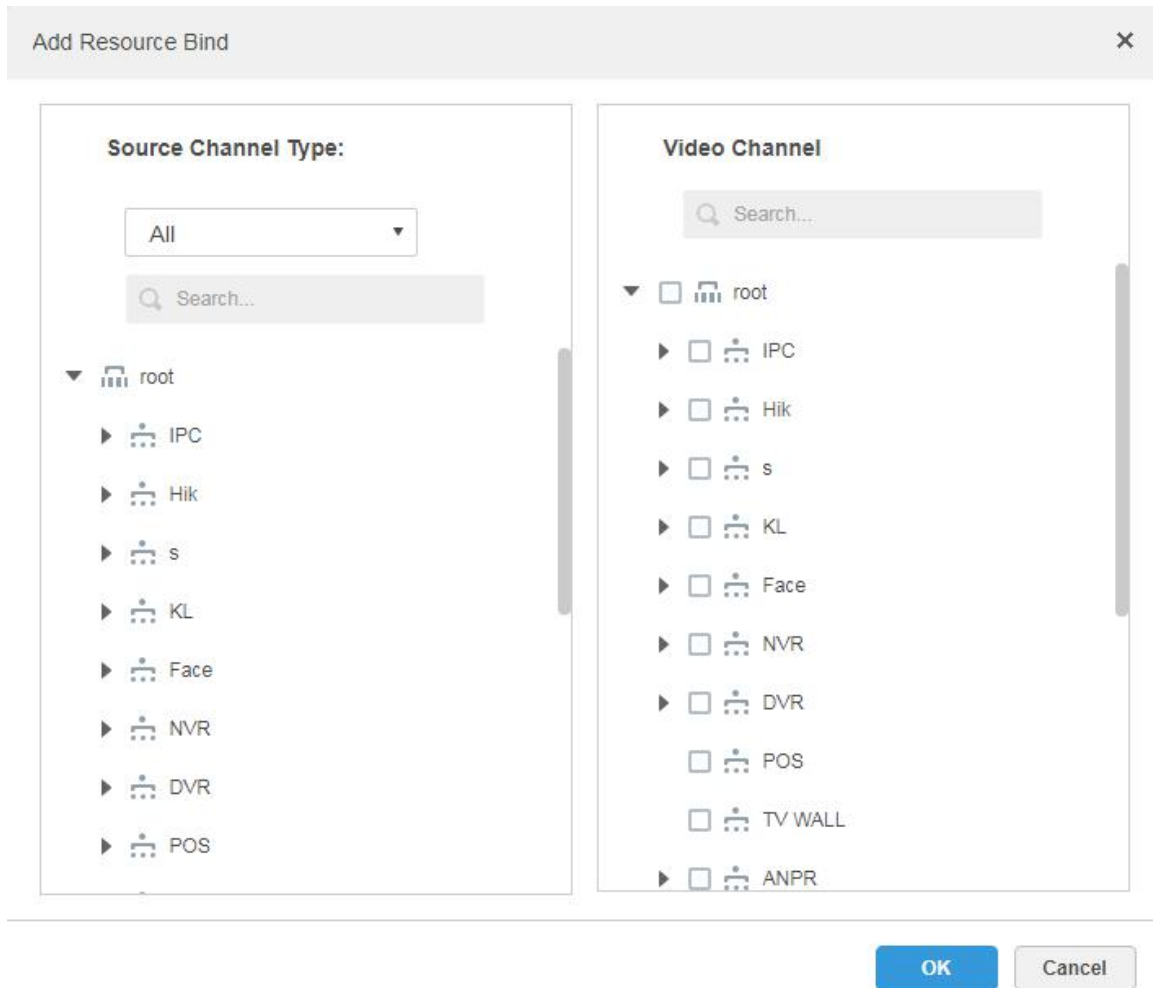 Add Resource Bind
Source Channel Type:
All
Search...
root
IPC
Hik
s
KL
Face
NVR
DVR
POS
Video Channel
Search...
root
IPC
Hik
s
KL
Face
NVR
DVR
POS
TV WALL
ANPR
OK
Cancel